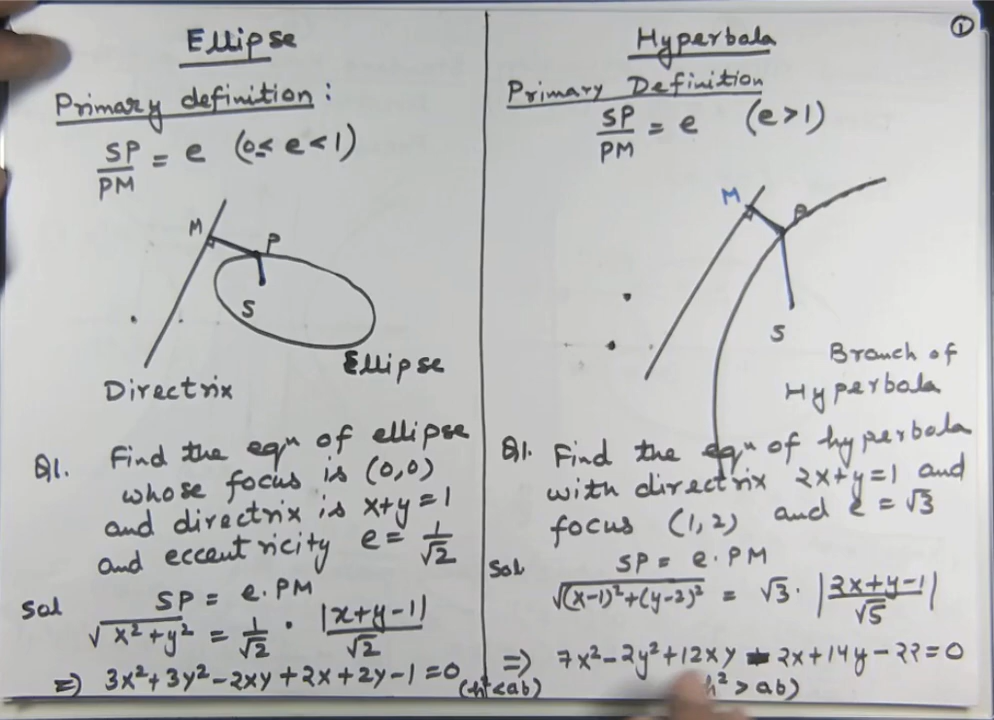 ①
Ellipse
Primary definition :
SP/PM = e (0 ≤ e < 1)
M
P
S
Ellipse
Directrix
Q1. Find the eqⁿ of ellipse
whose focus is (0,0)
and directrix is x+y=1
and eccentricity e = 1/√2
Sol SP = e. PM
√x²+y² = 1/√2 · |x+y-1|/√2
⇒ 3x²+3y²-2xy+2x+2y-1=0
(h²<ab)
Hyperbala
Primary Definition
SP/PM = e (e>1)
M
P
S
Branch of
Hyperbala
Q1. Find the eqⁿ of hyperbola
with directrix 2x+y=1 and
focus (1,2) and e = √3
Sol. SP = e. PM
√(x-1)²+(y-2)² = √3 · |2x+y-1|/√5
⇒ 7x²-2y²+12xy-2x+14y-22=0
(h²>ab)